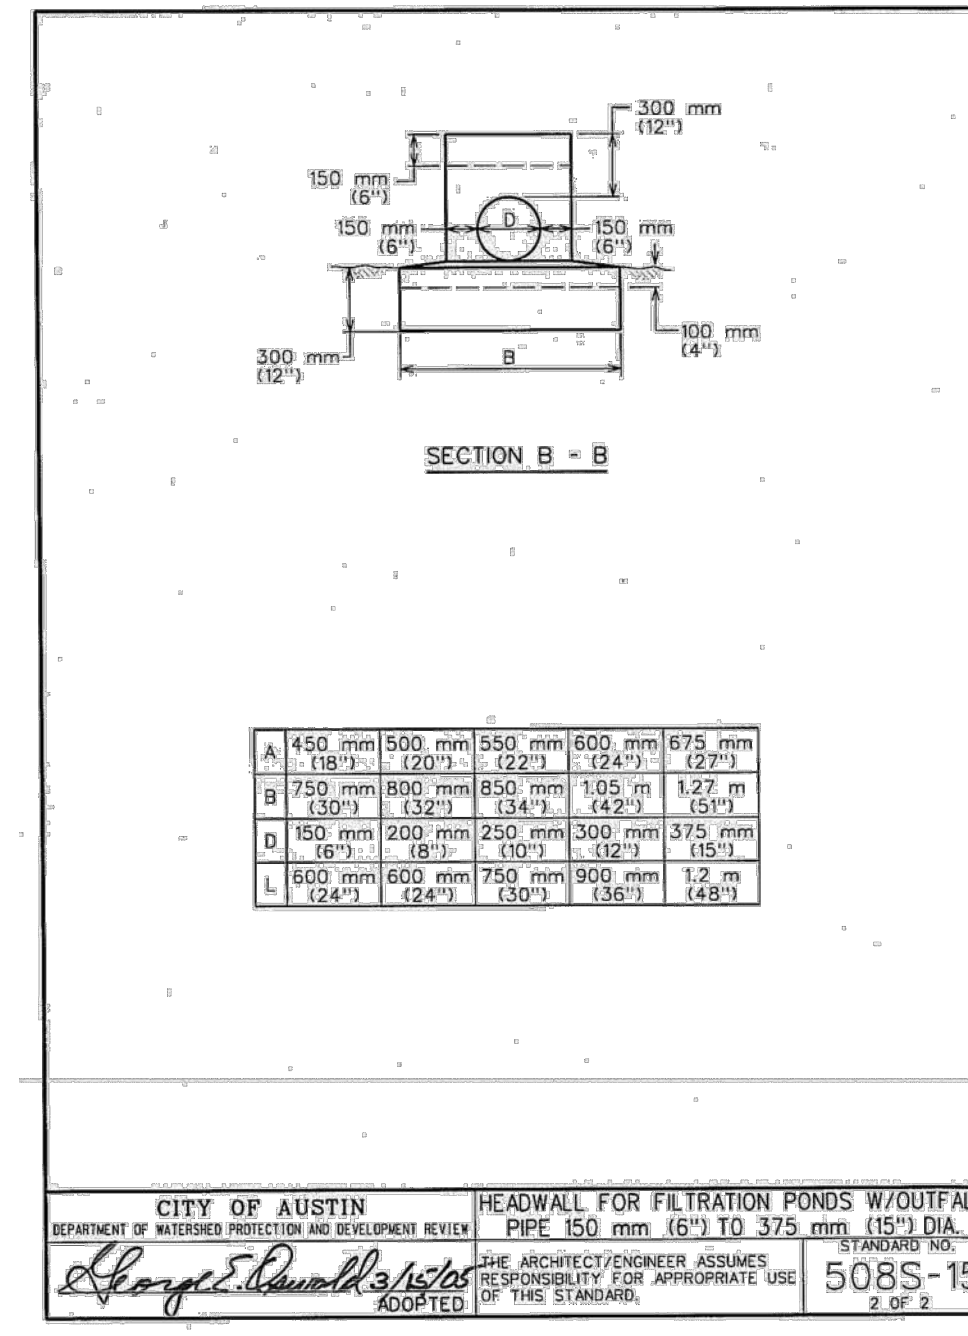 300 mm
(12")
150 mm
(6")
150 mm
(6")
D
150 mm
(6")
300 mm
(12")
B
100 mm
(4")
SECTION B - B
A 450 mm (18") 500 mm (20") 550 mm (22") 600 mm (24") 675 mm (27")
B 750 mm (30") 800 mm (32") 850 mm (34") 1.05 m (42") 1.27 m (51")
D 150 mm (6") 200 mm (8") 250 mm (10") 300 mm (12") 375 mm (15")
L 600 mm (24") 600 mm (24") 750 mm (30") 900 mm (36") 1.2 m (48")
CITY OF AUSTIN
DEPARTMENT OF WATERSHED PROTECTION AND DEVELOPMENT REVIEW
HEADWALL FOR FILTRATION PONDS W/OUTFAL
PIPE 150 mm (6") TO 375 mm (15") DIA.
George E. Oswald 3/15/05
ADOPTED
THE ARCHITECT/ENGINEER ASSUMES
RESPONSIBILITY FOR APPROPRIATE USE
OF THIS STANDARD.
STANDARD NO.
508S-15
2 OF 2